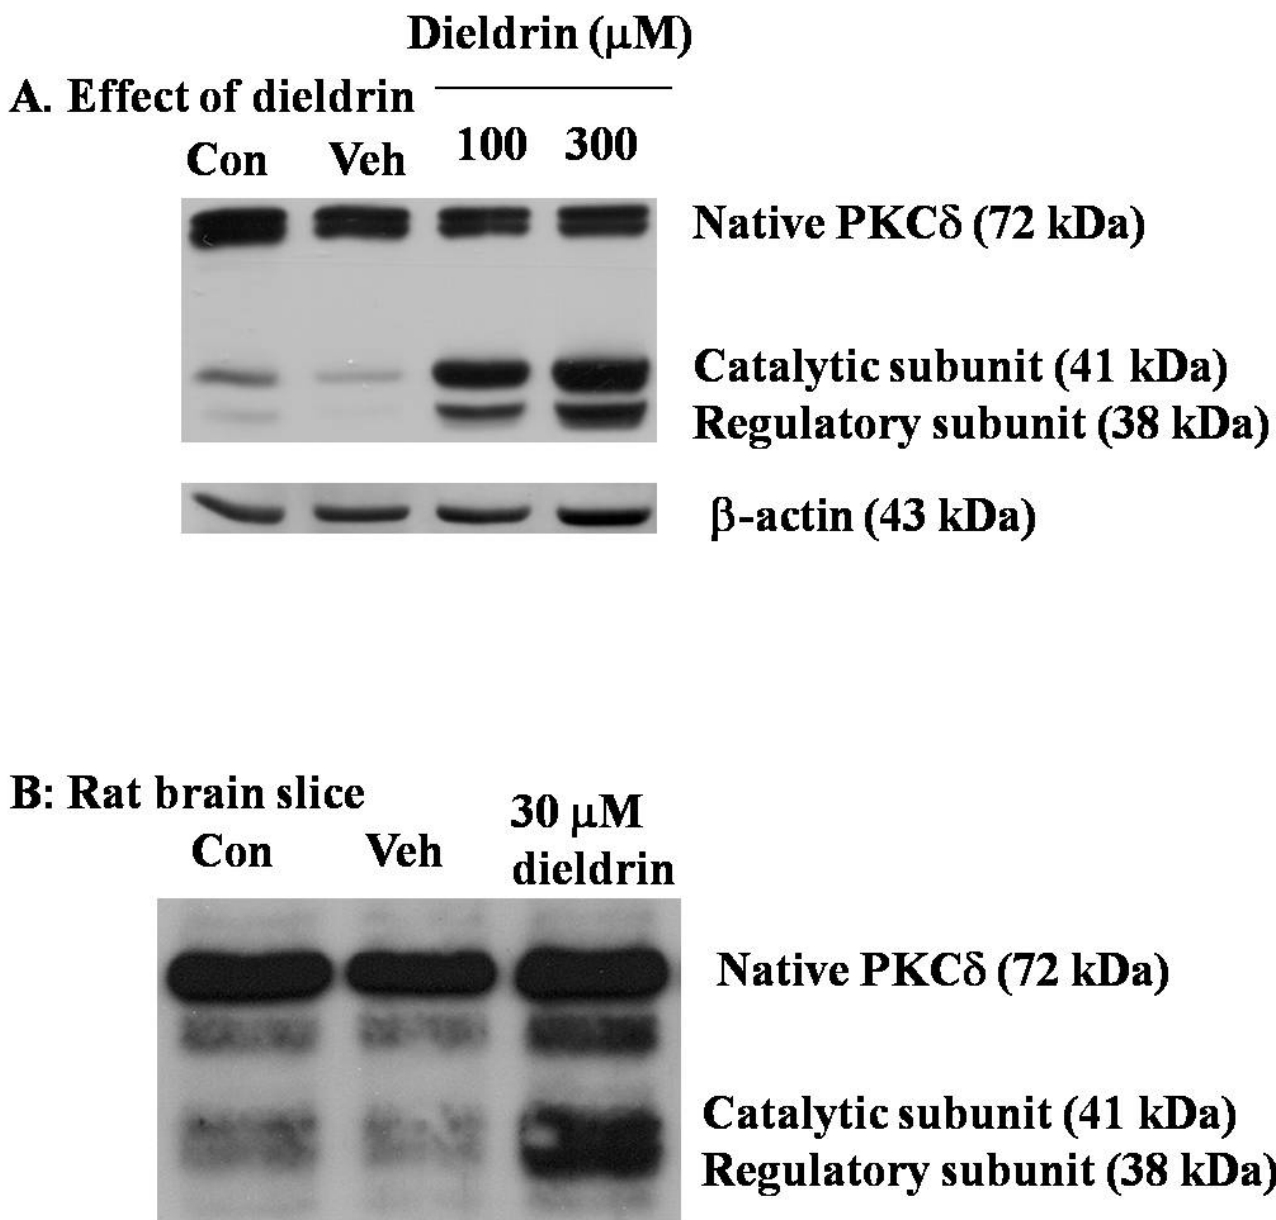 Dieldrin (μM)
A. Effect of dieldrin
Con Veh 100 300
Native PKCδ (72 kDa)
Catalytic subunit (41 kDa)
Regulatory subunit (38 kDa)
β-actin (43 kDa)
B: Rat brain slice
Con Veh 30 μM
dieldrin
Native PKCδ (72 kDa)
Catalytic subunit (41 kDa)
Regulatory subunit (38 kDa)